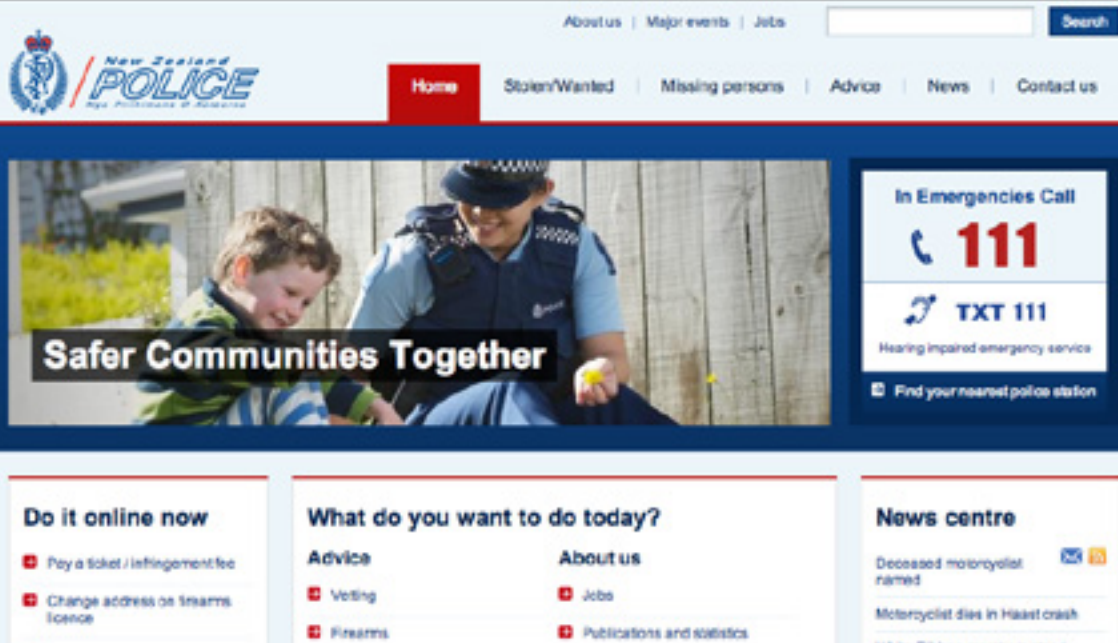 About us | Major events | Jobs
Search
New Zealand
POLICE
Home
Stolen/Wanted | Missing persons | Advice | News | Contact us
Safer Communities Together
In Emergencies Call
111
TXT 111
Hearing impaired emergency service
Find your nearest police station
Do it online now
Pay a ticket / infringement fee
Change address on firearms
licence
What do you want to do today?
Advice
Vetting
Firearms
About us
Jobs
Publications and statistics
News centre
Deceased motorcyclist
named
Motorcyclist dies in Haast crash